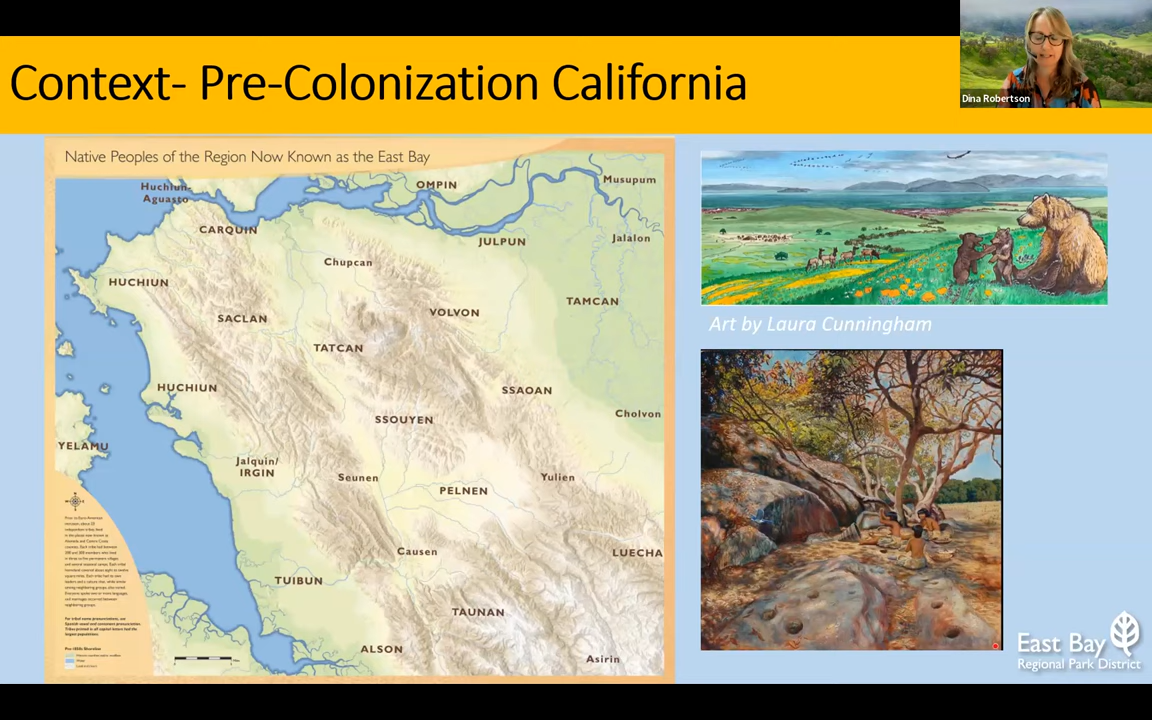 Context- Pre-Colonization California
Dina Robertson
Native Peoples of the Region Now Known as the East Bay
Huchiun-
Aguasto
OMPIN
Musupum
CARQUIN
JULPUN
Jalalon
Chupcan
HUCHIUN
TAMCAN
SACLAN
VOLVON
TATCAN
HUCHIUN
SSAOAN
SSOUYEN
Cholvon
YELAMU
Jalquin/
IRGIN
Seunen
Yulien
PELNEN
Causen
LUECHA
TUIBUN
TAUNAN
ALSON
Asirin
Art by Laura Cunningham
East Bay
Regional Park District